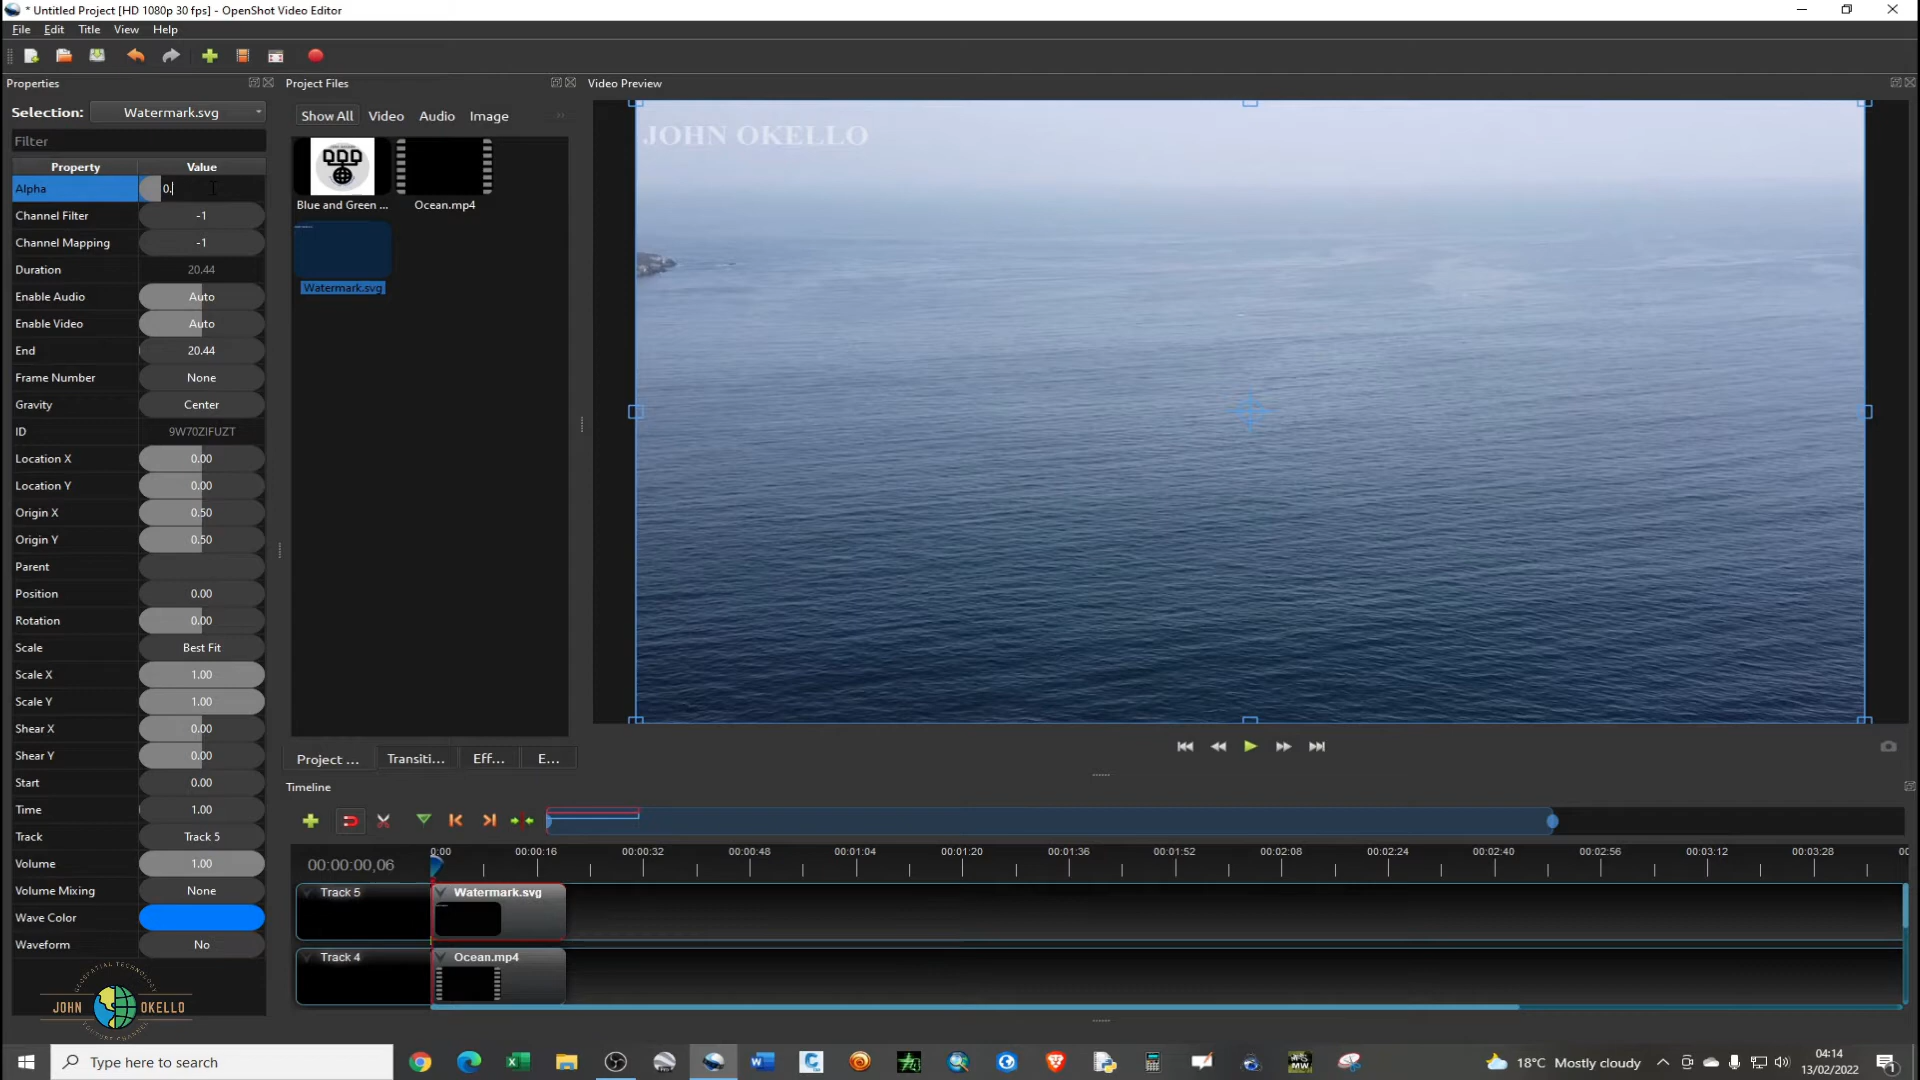 * Untitled Project [HD 1080p 30 fps] - OpenShot Video Editor
File Edit Title View Help
Properties
Selection: Watermark.svg
Filter
Property Value
Alpha 0.
Channel Filter -1
Channel Mapping -1
Duration 20.44
Enable Audio Auto
Enable Video Auto
End 20.44
Frame Number None
Gravity Center
ID 9W70ZIFUZT
Location X 0.00
Location Y 0.00
Origin X 0.50
Origin Y 0.50
Parent
Position 0.00
Rotation 0.00
Scale Best Fit
Scale X 1.00
Scale Y 1.00
Shear X 0.00
Shear Y 0.00
Start 0.00
Time 1.00
Track Track 5
Volume 1.00
Volume Mixing None
Wave Color
Waveform No
GEOSPATIAL TECHNOLOGY
JOHN OKELLO
YOUTUBE CHANNEL
Project Files
Show All Video Audio Image
Blue and Green ... Ocean.mp4
Watermark.svg
Project ... Transiti... Eff... E...
Video Preview
JOHN OKELLO
Timeline
00:00:00,06
0:00 00:00:16 00:00:32 00:00:48 00:01:04 00:01:20 00:01:36 00:01:52 00:02:08 00:02:24 00:02:40 00:02:56 00:03:12 00:03:28 00
Track 5 Watermark.svg
Track 4 Ocean.mp4
Type here to search
18°C Mostly cloudy
04:14
13/02/2022